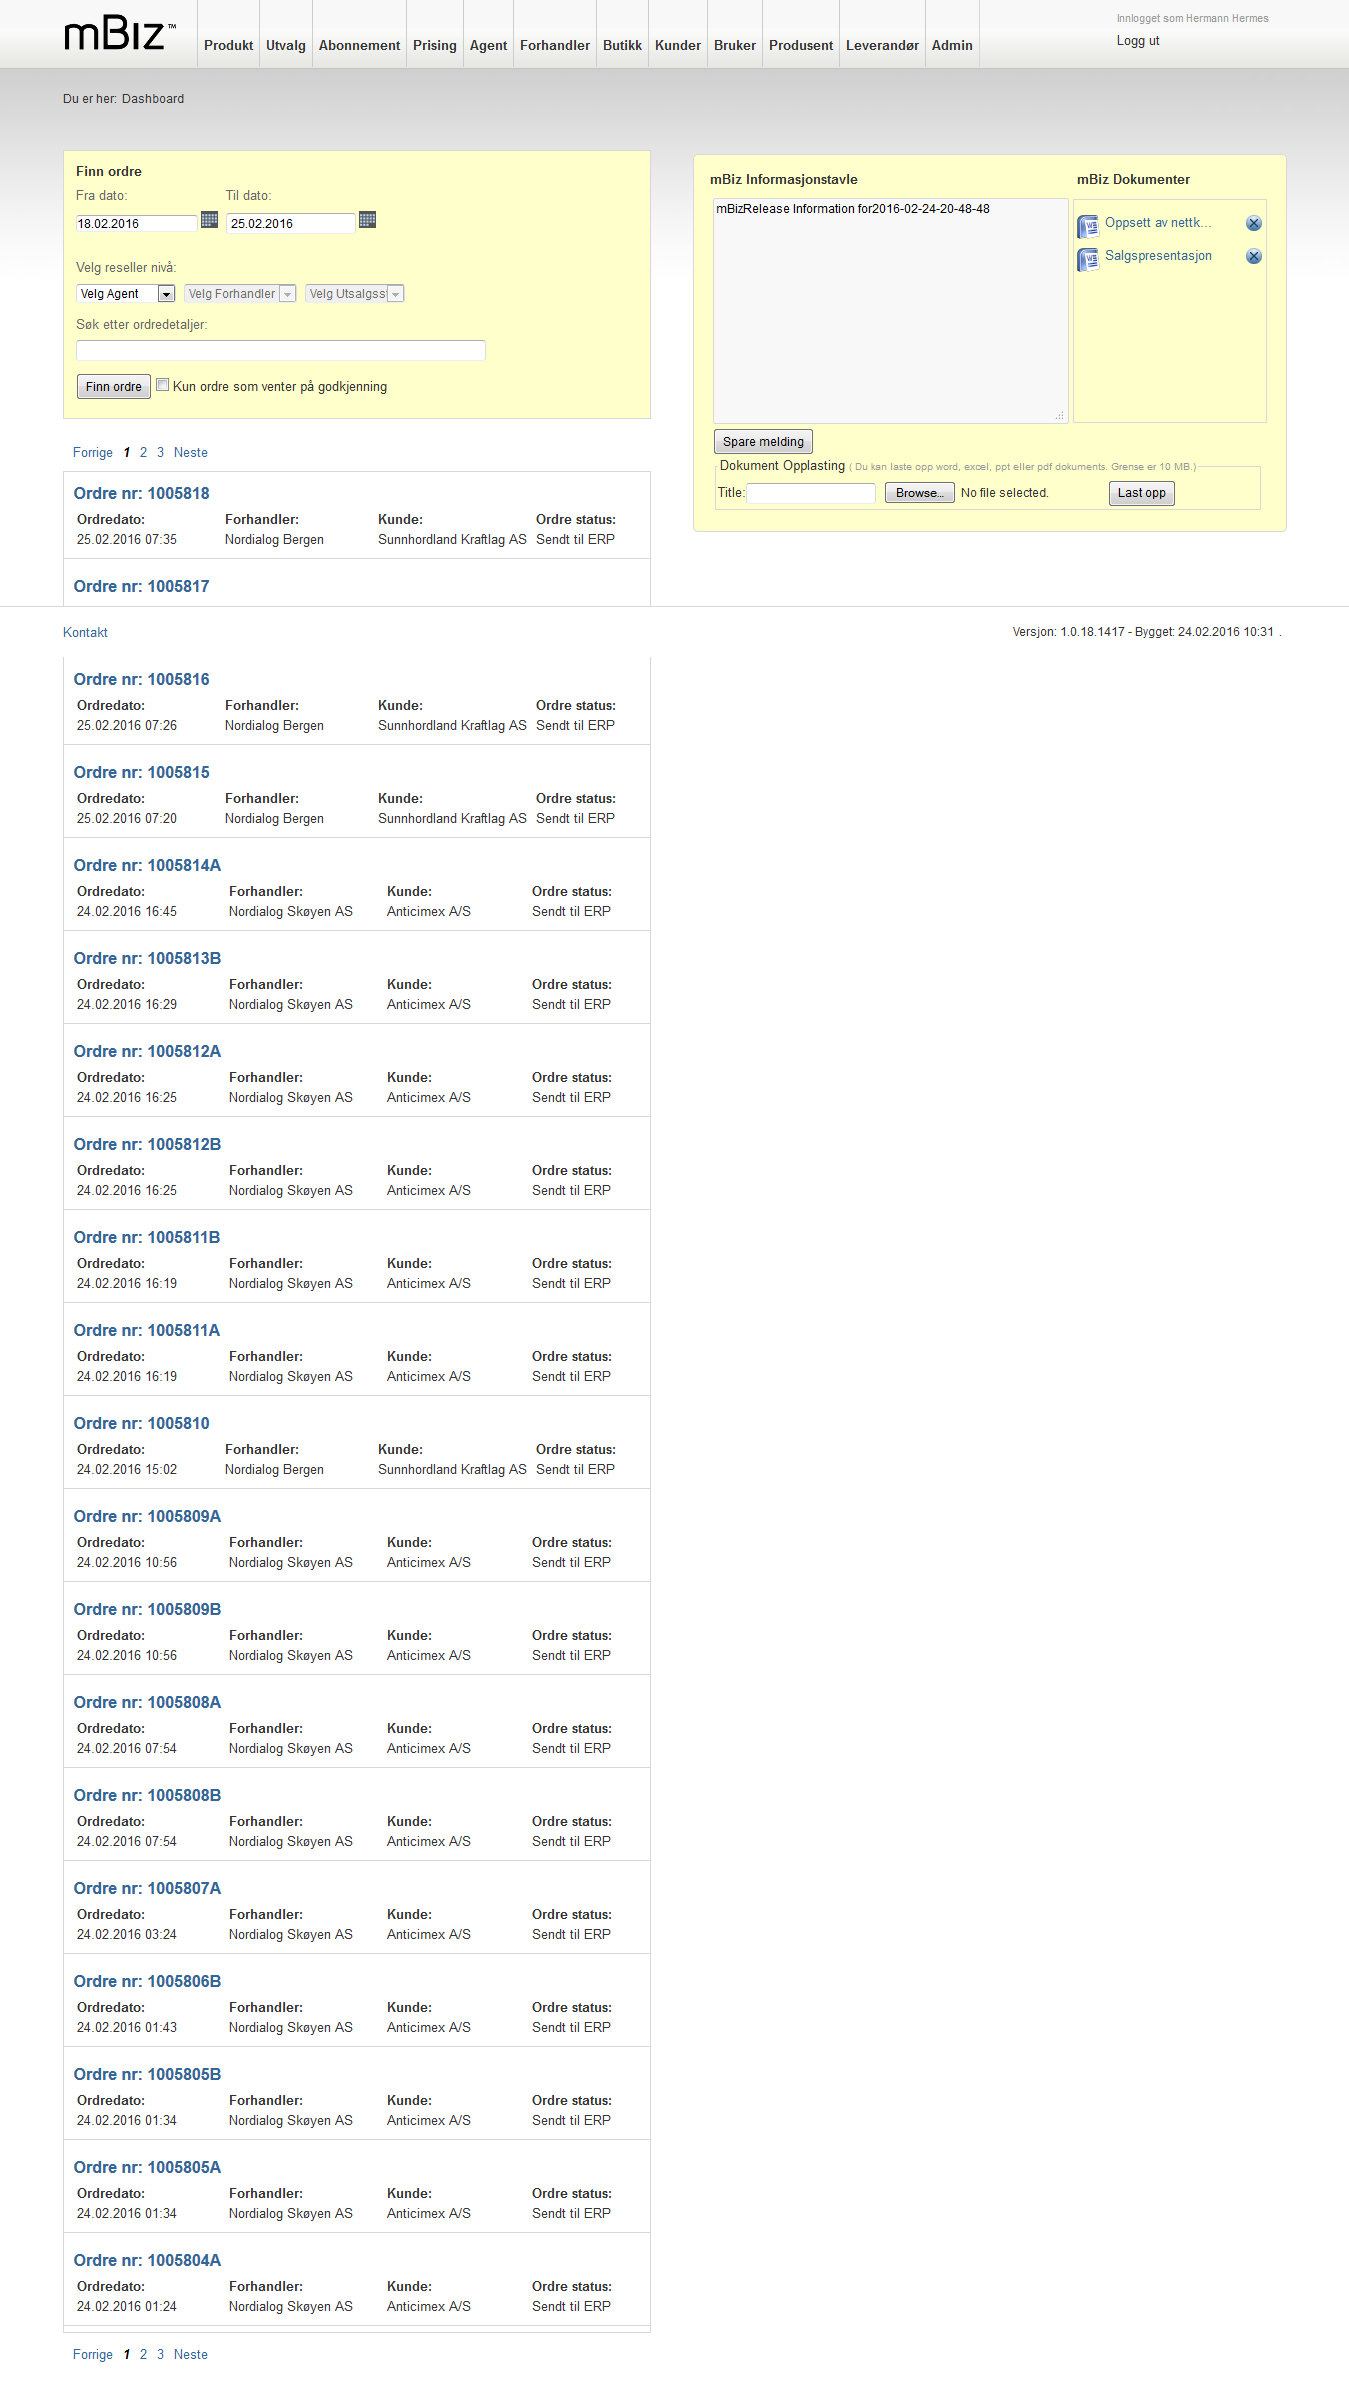 mBiz™
Produkt Utvalg Abonnement Prising Agent Forhandler Butikk Kunder Bruker Produsent Leverandør Admin
Innlogget som Hermann Hermes
Logg ut
Du er her: Dashboard
Finn ordre
Fra dato: Til dato:
18.02.2016 25.02.2016
Velg reseller nivå:
Velg Agent Velg Forhandler Velg Utsalgss
Søk etter ordredetaljer:
Finn ordre Kun ordre som venter på godkjenning
mBiz Informasjonstavle mBiz Dokumenter
mBizRelease Information for2016-02-24-20-48-48
Oppsett av nettk...
Salgspresentasjon
Spare melding
Dokument Opplasting ( Du kan laste opp word, excel, ppt eller pdf dokuments. Grense er 10 MB.)
Title: Browse... No file selected. Last opp
Forrige 1 2 3 Neste
Ordre nr: 1005818
Ordredato: Forhandler: Kunde: Ordre status:
25.02.2016 07:35 Nordialog Bergen Sunnhordland Kraftlag AS Sendt til ERP
Ordre nr: 1005817
Kontakt Versjon: 1.0.18.1417 - Bygget: 24.02.2016 10:31 .
Ordre nr: 1005816
Ordredato: Forhandler: Kunde: Ordre status:
25.02.2016 07:26 Nordialog Bergen Sunnhordland Kraftlag AS Sendt til ERP
Ordre nr: 1005815
Ordredato: Forhandler: Kunde: Ordre status:
25.02.2016 07:20 Nordialog Bergen Sunnhordland Kraftlag AS Sendt til ERP
Ordre nr: 1005814A
Ordredato: Forhandler: Kunde: Ordre status:
24.02.2016 16:45 Nordialog Skøyen AS Anticimex A/S Sendt til ERP
Ordre nr: 1005813B
Ordredato: Forhandler: Kunde: Ordre status:
24.02.2016 16:29 Nordialog Skøyen AS Anticimex A/S Sendt til ERP
Ordre nr: 1005812A
Ordredato: Forhandler: Kunde: Ordre status:
24.02.2016 16:25 Nordialog Skøyen AS Anticimex A/S Sendt til ERP
Ordre nr: 1005812B
Ordredato: Forhandler: Kunde: Ordre status:
24.02.2016 16:25 Nordialog Skøyen AS Anticimex A/S Sendt til ERP
Ordre nr: 1005811B
Ordredato: Forhandler: Kunde: Ordre status:
24.02.2016 16:19 Nordialog Skøyen AS Anticimex A/S Sendt til ERP
Ordre nr: 1005811A
Ordredato: Forhandler: Kunde: Ordre status:
24.02.2016 16:19 Nordialog Skøyen AS Anticimex A/S Sendt til ERP
Ordre nr: 1005810
Ordredato: Forhandler: Kunde: Ordre status:
24.02.2016 15:02 Nordialog Bergen Sunnhordland Kraftlag AS Sendt til ERP
Ordre nr: 1005809A
Ordredato: Forhandler: Kunde: Ordre status:
24.02.2016 10:56 Nordialog Skøyen AS Anticimex A/S Sendt til ERP
Ordre nr: 1005809B
Ordredato: Forhandler: Kunde: Ordre status:
24.02.2016 10:56 Nordialog Skøyen AS Anticimex A/S Sendt til ERP
Ordre nr: 1005808A
Ordredato: Forhandler: Kunde: Ordre status:
24.02.2016 07:54 Nordialog Skøyen AS Anticimex A/S Sendt til ERP
Ordre nr: 1005808B
Ordredato: Forhandler: Kunde: Ordre status:
24.02.2016 07:54 Nordialog Skøyen AS Anticimex A/S Sendt til ERP
Ordre nr: 1005807A
Ordredato: Forhandler: Kunde: Ordre status:
24.02.2016 03:24 Nordialog Skøyen AS Anticimex A/S Sendt til ERP
Ordre nr: 1005806B
Ordredato: Forhandler: Kunde: Ordre status:
24.02.2016 01:43 Nordialog Skøyen AS Anticimex A/S Sendt til ERP
Ordre nr: 1005805B
Ordredato: Forhandler: Kunde: Ordre status:
24.02.2016 01:34 Nordialog Skøyen AS Anticimex A/S Sendt til ERP
Ordre nr: 1005805A
Ordredato: Forhandler: Kunde: Ordre status:
24.02.2016 01:34 Nordialog Skøyen AS Anticimex A/S Sendt til ERP
Ordre nr: 1005804A
Ordredato: Forhandler: Kunde: Ordre status:
24.02.2016 01:24 Nordialog Skøyen AS Anticimex A/S Sendt til ERP
Forrige 1 2 3 Neste